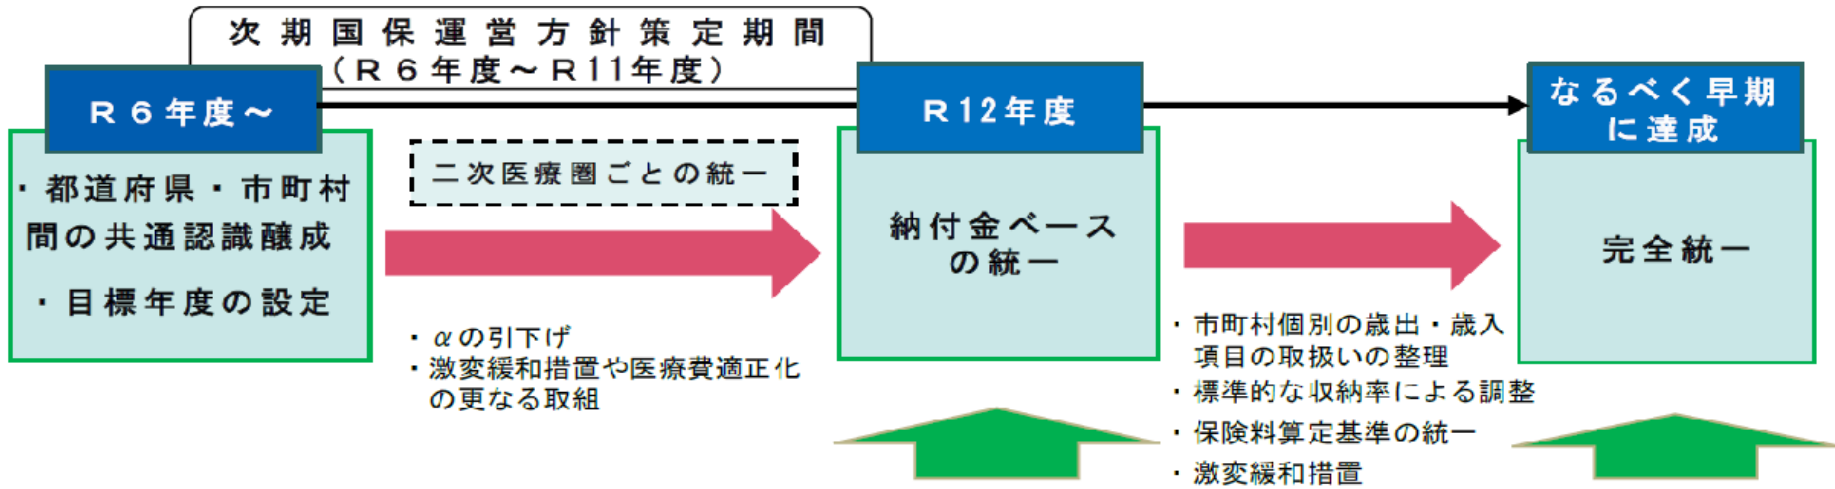 次期国保運営方針策定期間
（Ｒ６年度～Ｒ11年度）
Ｒ６年度～
・都道府県・市町村
間の共通認識醸成
・目標年度の設定
二次医療圏ごとの統一
・αの引下げ
・激変緩和措置や医療費適正化
の更なる取組
Ｒ12年度
納付金ベース
の統一
・市町村個別の歳出・歳入
項目の取扱いの整理
・標準的な収納率による調整
・保険料算定基準の統一
・激変緩和措置
なるべく早期
に達成
完全統一